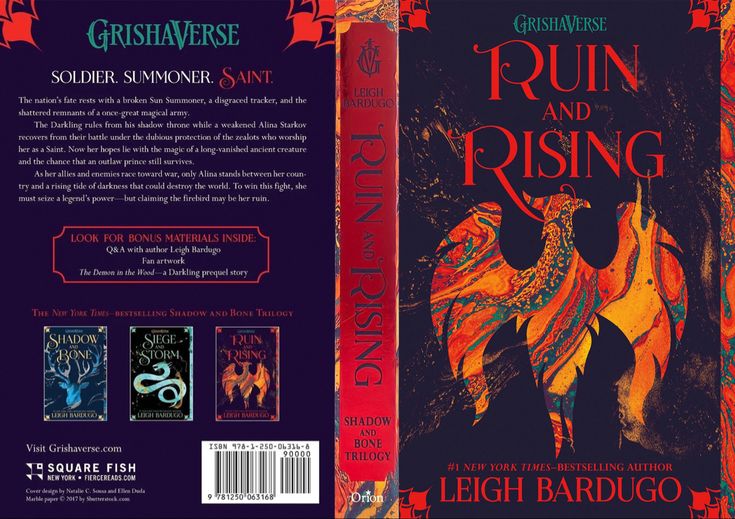 GRISHAVERSE
SOLDIER. SUMMONER. SAINT.
The nation's fate rests with a broken Sun Summoner, a disgraced tracker, and the
shattered remnants of a once-great magical army.
The Darkling rules from his shadow throne while a weakened Alina Starkov
recovers from their battle under the dubious protection of the zealots who worship
her as a Saint. Now her hopes lie with the magic of a long-vanished ancient creature
and the chance that an outlaw prince still survives.
As her allies and enemies race toward war, only Alina stands between her coun-
try and a rising tide of darkness that could destroy the world. To win this fight, she
must seize a legend's power—but claiming the firebird may be her ruin.
LOOK FOR BONUS MATERIALS INSIDE:
Q&A with author Leigh Bardugo
Fan artwork
The Demon in the Wood—a Darkling prequel story
THE NEW YORK TIMES–BESTSELLING SHADOW AND BONE TRILOGY
GRISHAVERSE
SHADOW
AND
BONE
LEIGH BARDUGO
GRISHAVERSE
SIEGE
AND
STORM
LEIGH BARDUGO
GRISHAVERSE
RUIN
AND
RISING
LEIGH BARDUGO
Visit Grishaverse.com
SQUARE FISH
NEW YORK • FIERCEREADS.COM
Cover design by Natalie C. Sousa and Ellen Duda
Marble paper © 2017 by Shutterstock.com
ISBN 978-1-250-06316-8
90000
9 781250 063168
LEIGH
BARDUGO
RUIN AND RISING
SHADOW
AND
BONE
TRILOGY
Orion
GRISHAVERSE
RUIN
AND
RISING
#1 NEW YORK TIMES–BESTSELLING AUTHOR
LEIGH BARDUGO